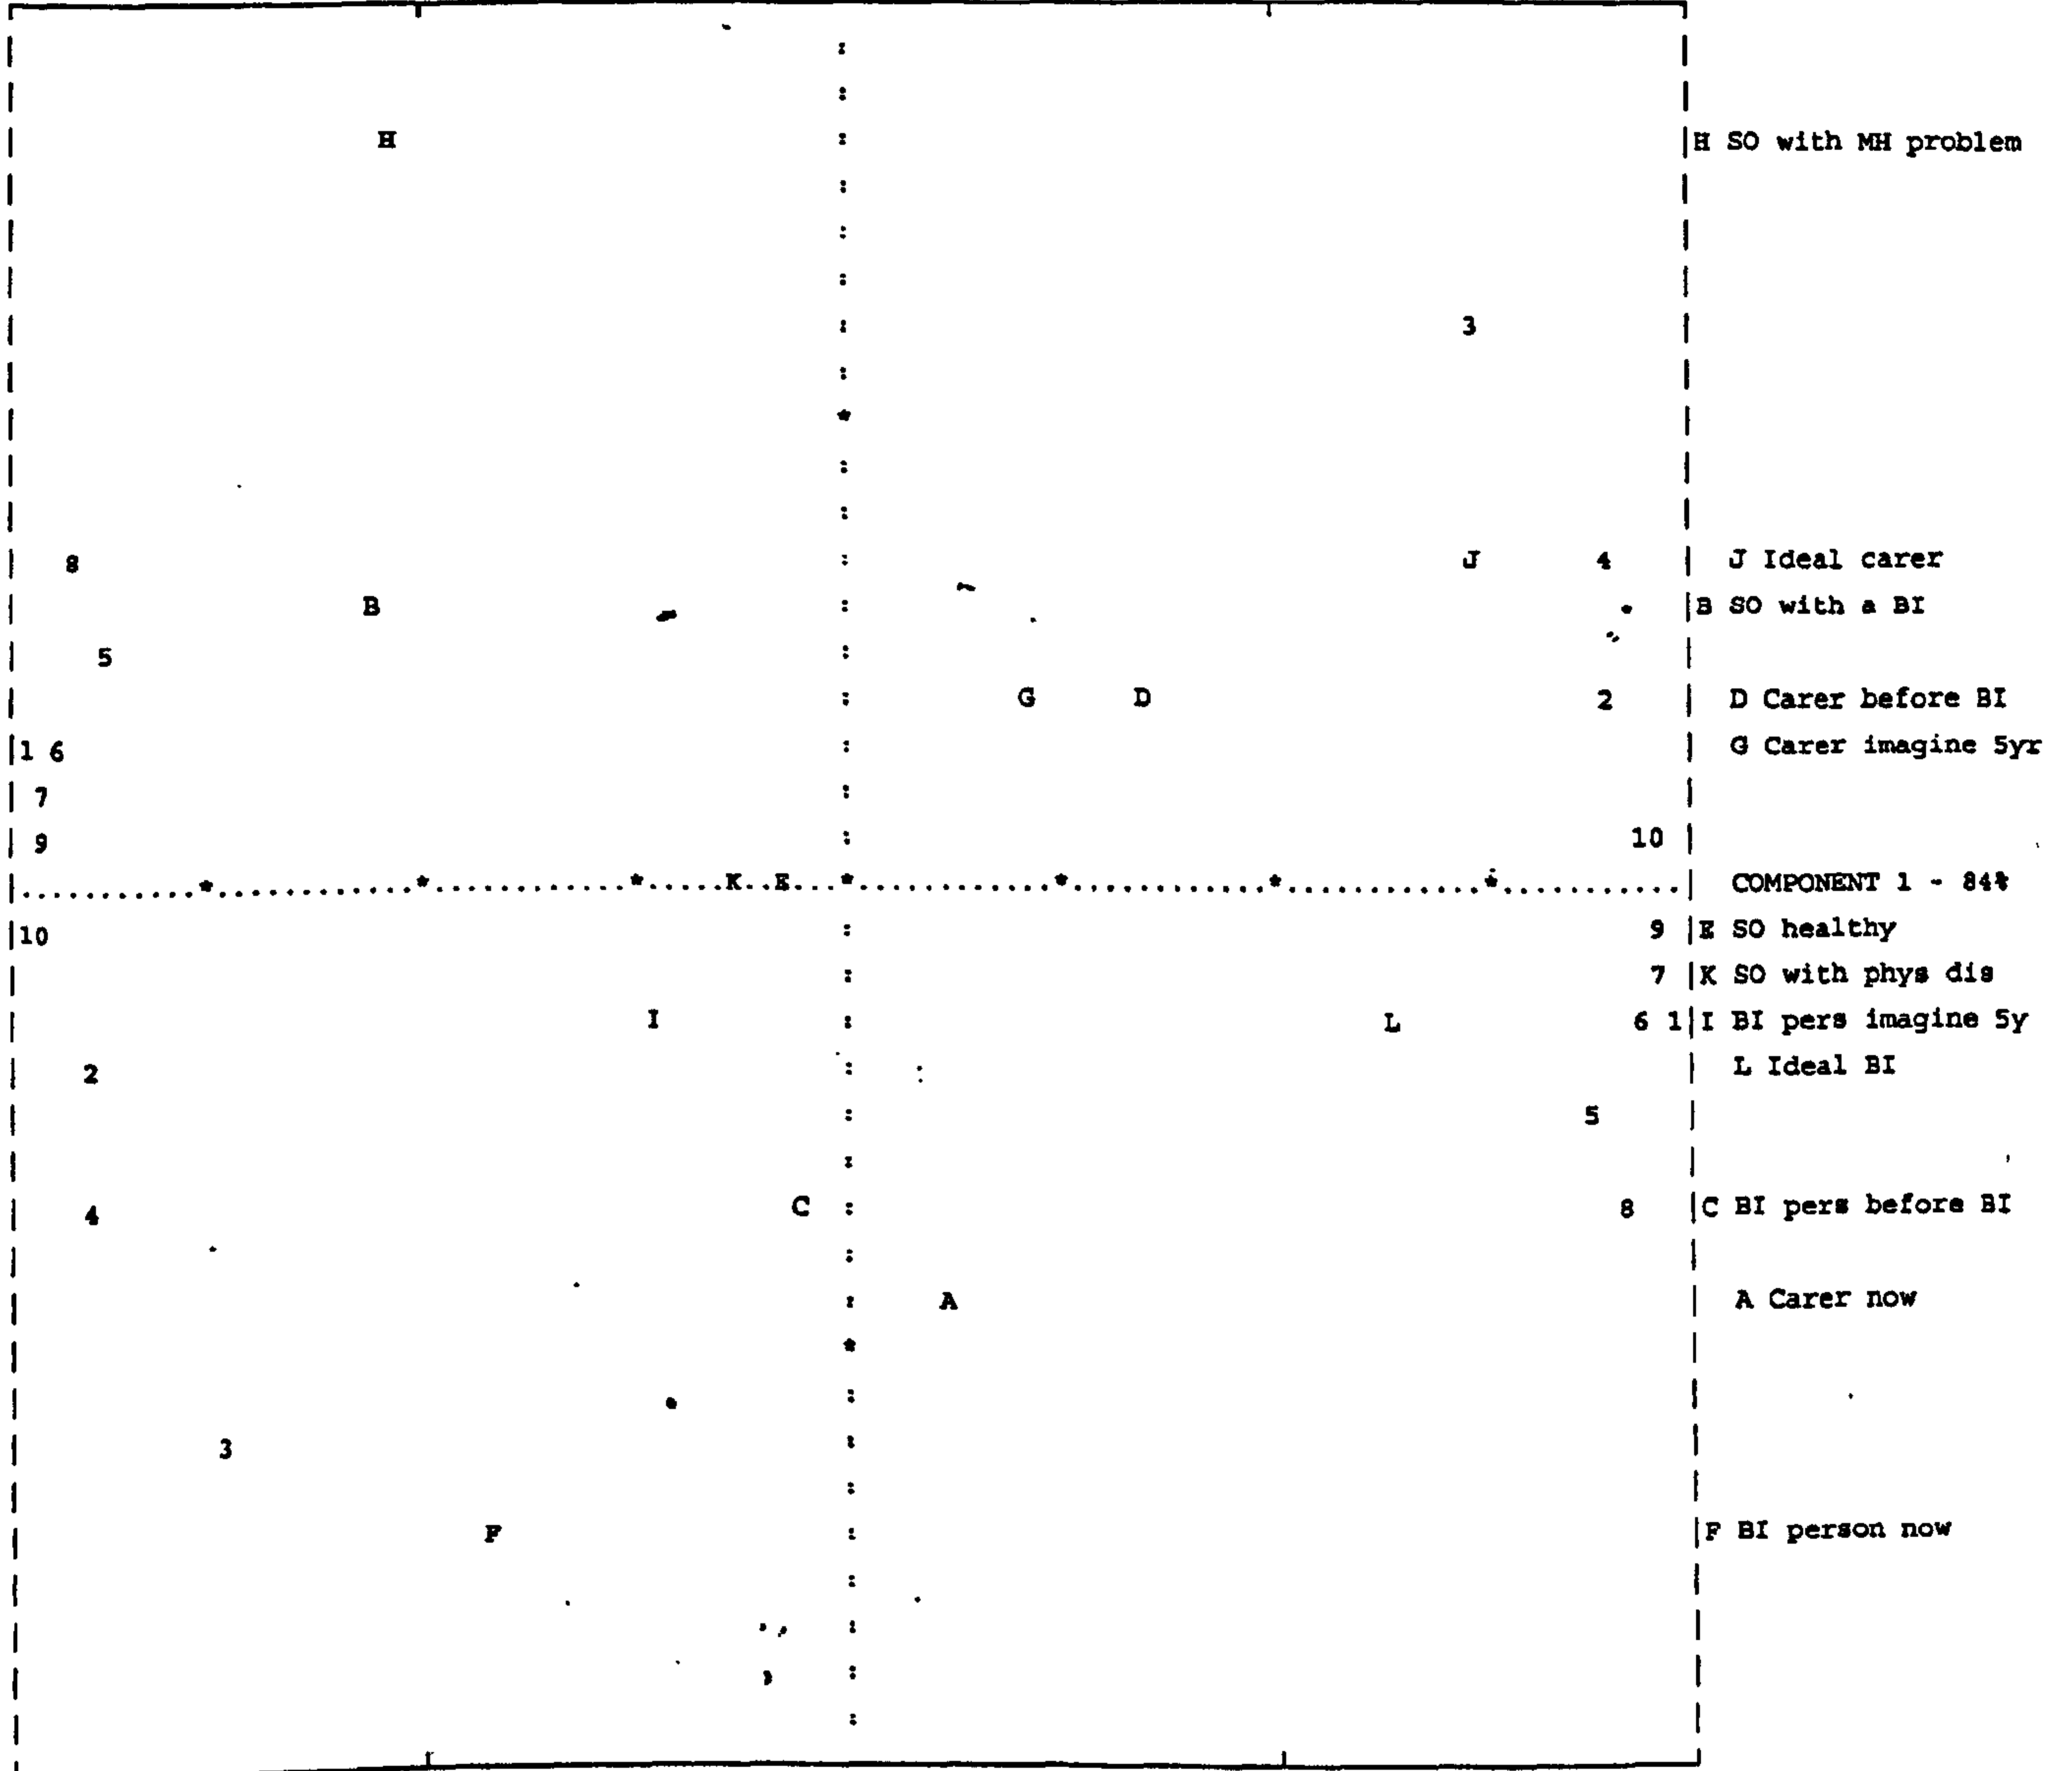 H H SO with MH problem
3
8 J 4 J Ideal carer
B B SO with a BI
5
G D 2 D Carer before BI
1 6 G Carer imagine 5yr
7
9 10
K E COMPONENT 1 - 84%
10 9 E SO healthy
7 K SO with phys dis
I L 6 1 I BI pers imagine 5y
2 L Ideal BI
5
4 C 8 C BI pers before BI
A A Carer now
3
F F BI person now